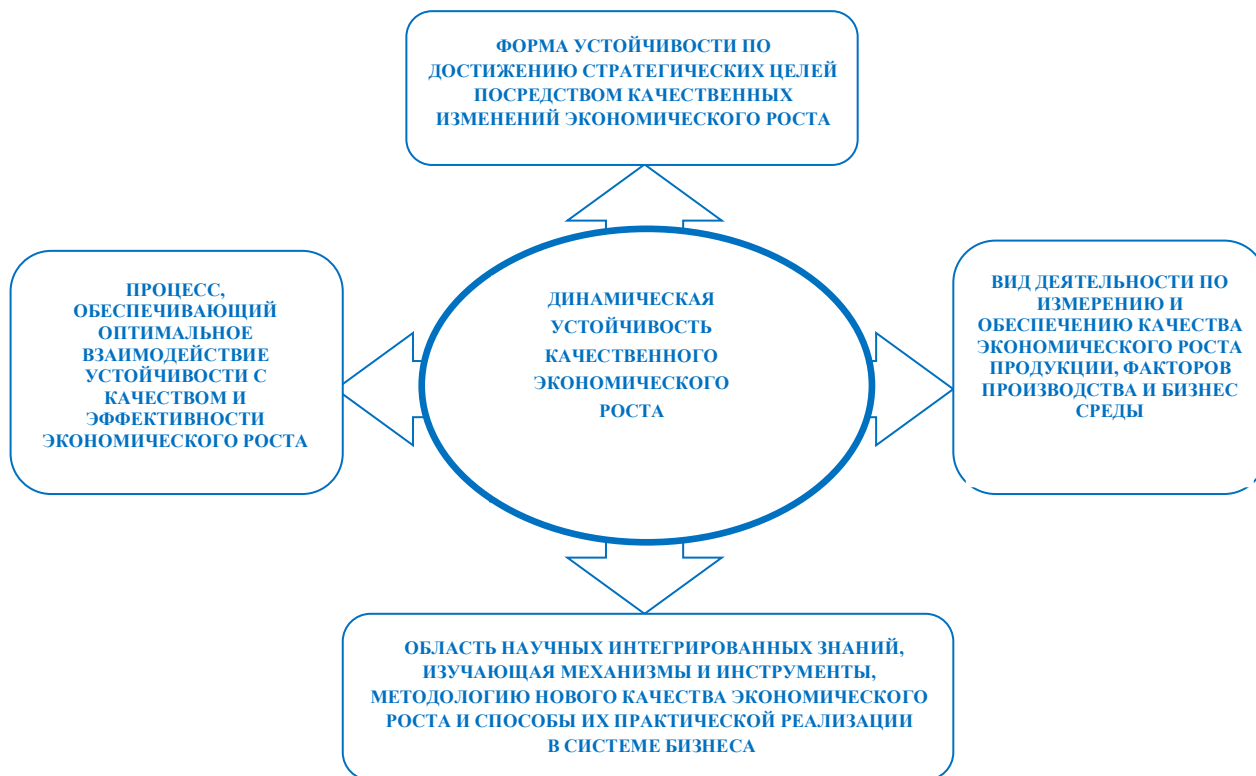 ФОРМА УСТОЙЧИВОСТИ ПО
ДОСТИЖЕНИЮ СТРАТЕГИЧЕСКИХ ЦЕЛЕЙ
ПОСРЕДСТВОМ КАЧЕСТВЕННЫХ
ИЗМЕНЕНИЙ ЭКОНОМИЧЕСКОГО РОСТА
ПРОЦЕСС,
ОБЕСПЕЧИВАЮЩИЙ
ОПТИМАЛЬНОЕ
ВЗАИМОДЕЙСТВИЕ
УСТОЙЧИВОСТИ С
КАЧЕСТВОМ И
ЭФФЕКТИВНОСТИ
ЭКОНОМИЧЕСКОГО РОСТА
ДИНАМИЧЕСКАЯ
УСТОЙЧИВОСТЬ
КАЧЕСТВЕННОГО
ЭКОНОМИЧЕСКОГО
РОСТА
ВИД ДЕЯТЕЛЬНОСТИ ПО
ИЗМЕРЕНИЮ И
ОБЕСПЕЧЕНИЮ КАЧЕСТВА
ЭКОНОМИЧЕСКОГО РОСТА
ПРОДУКЦИИ, ФАКТОРОВ
ПРОИЗВОДСТВА И БИЗНЕС
СРЕДЫ
ОБЛАСТЬ НАУЧНЫХ ИНТЕГРИРОВАННЫХ ЗНАНИЙ,
ИЗУЧАЮЩАЯ МЕХАНИЗМЫ И ИНСТРУМЕНТЫ,
МЕТОДОЛОГИЮ НОВОГО КАЧЕСТВА ЭКОНОМИЧЕСКОГО
РОСТА И СПОСОБЫ ИХ ПРАКТИЧЕСКОЙ РЕАЛИЗАЦИИ
В СИСТЕМЕ БИЗНЕСА